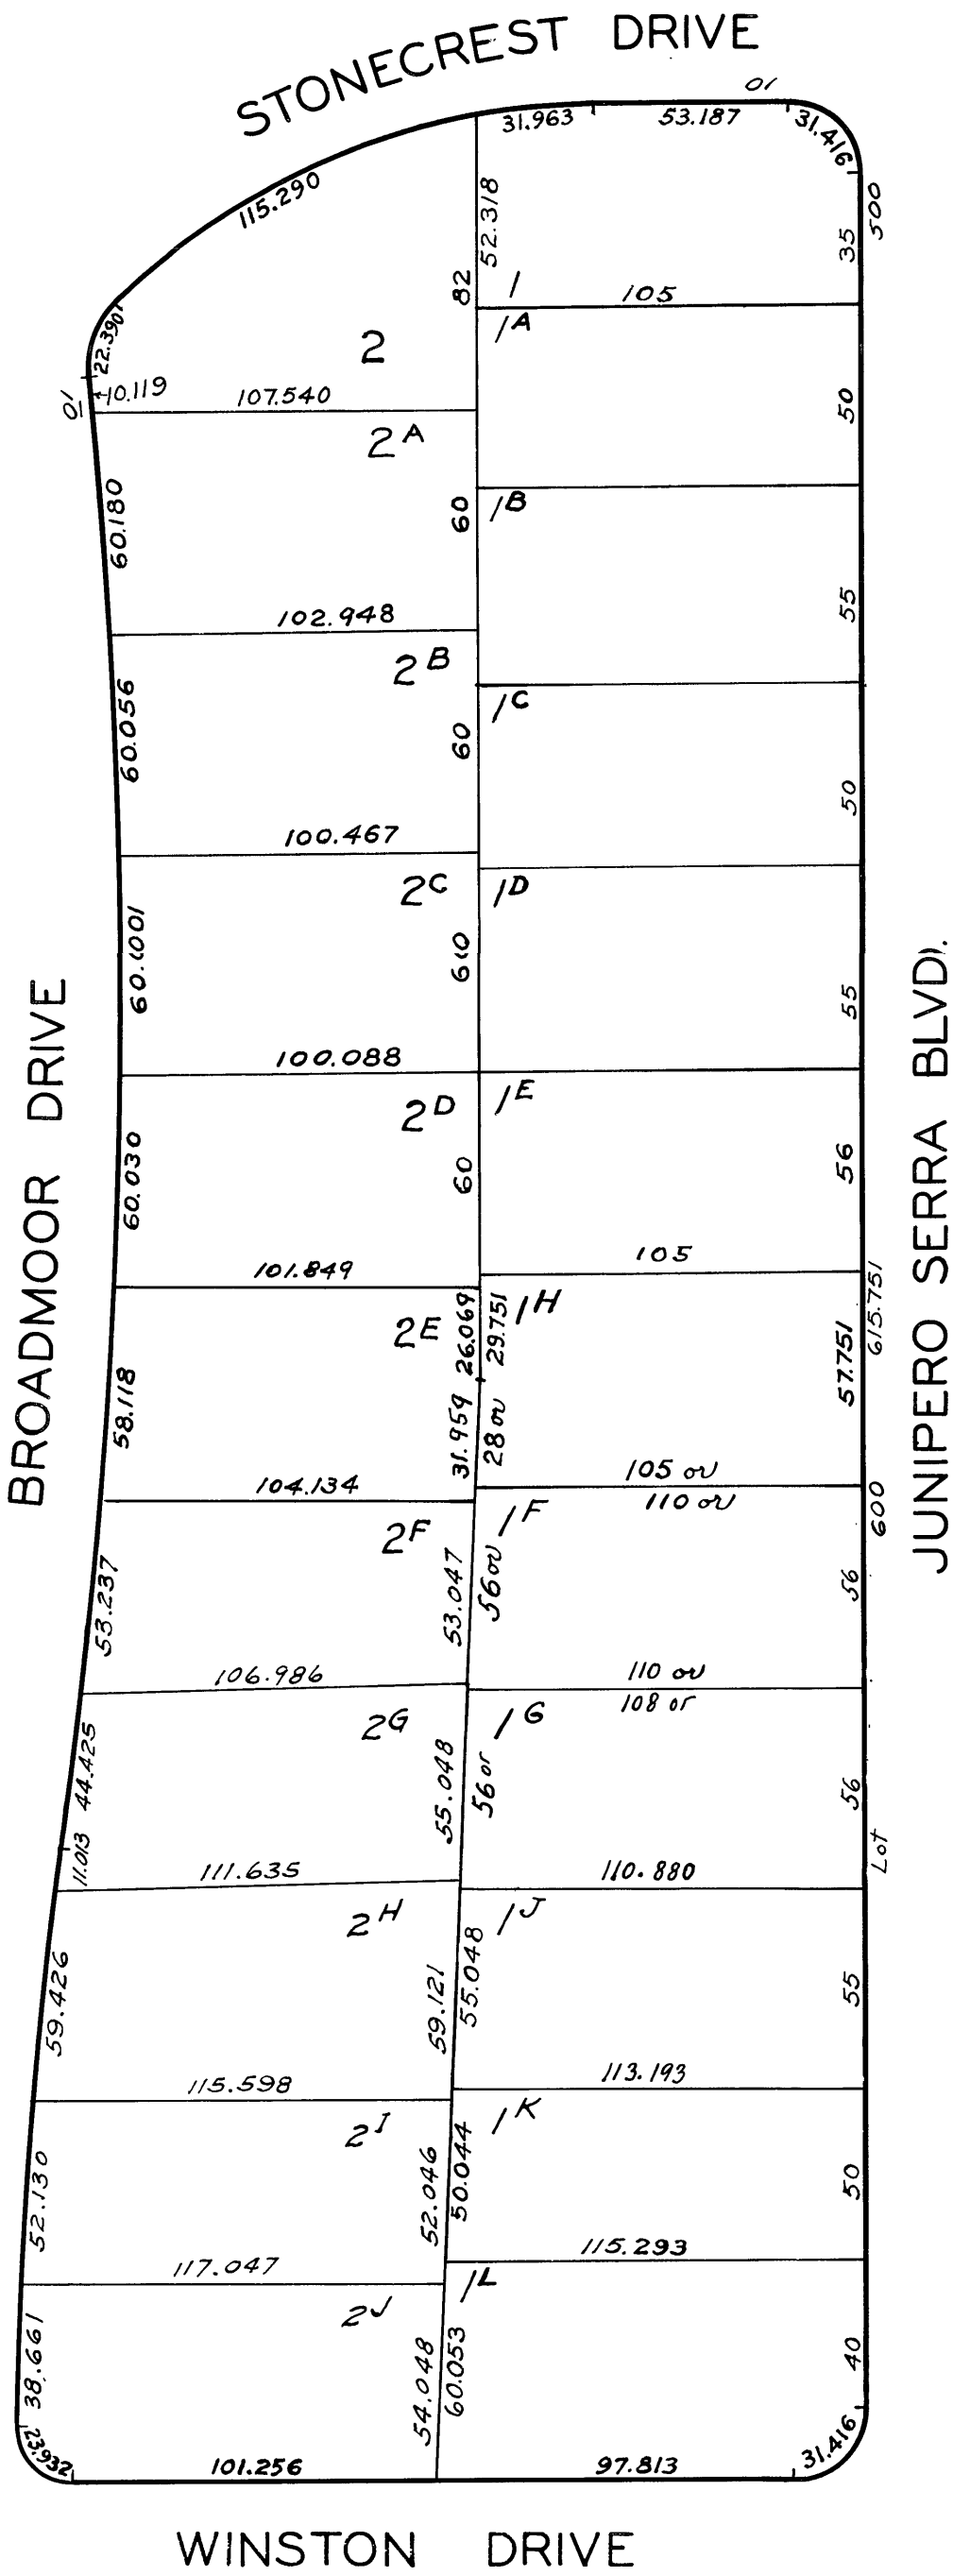 STONECREST DRIVE
01
31.963
53.187
31.416
115.290
52.318
500
35
82
1
105
22.390
1A
2
10.119
107.540
50
01
2A
60.180
60
1B
55
102.948
2B
60.056
60
1C
50
100.467
2C
1D
60.001
60
55
100.088
2D
1E
60.030
60
56
105
101.849
1H
2E
26.069
29.751
57.751
615.751
58.118
31.959
28 or
105 or
104.134
110 or
600
1F
2F
53.237
53.047
56 or
56
110 or
106.986
108 or
2G
1G
44.425
55.048
56 or
56
11.013
Lot
111.635
110.880
2H
1J
59.426
59.121
55.048
55
113.193
115.598
1K
2I
52.130
52.046
50.044
50
115.293
117.047
1L
2J
38.661
54.048
60.053
40
23.932
31.416
101.256
97.813
BROADMOOR DRIVE
JUNIPERO SERRA BLVD.
WINSTON DRIVE